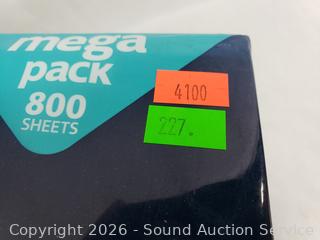 mega
pack
800
SHEETS
4100
227.
Copyright 2026 - Sound Auction Service